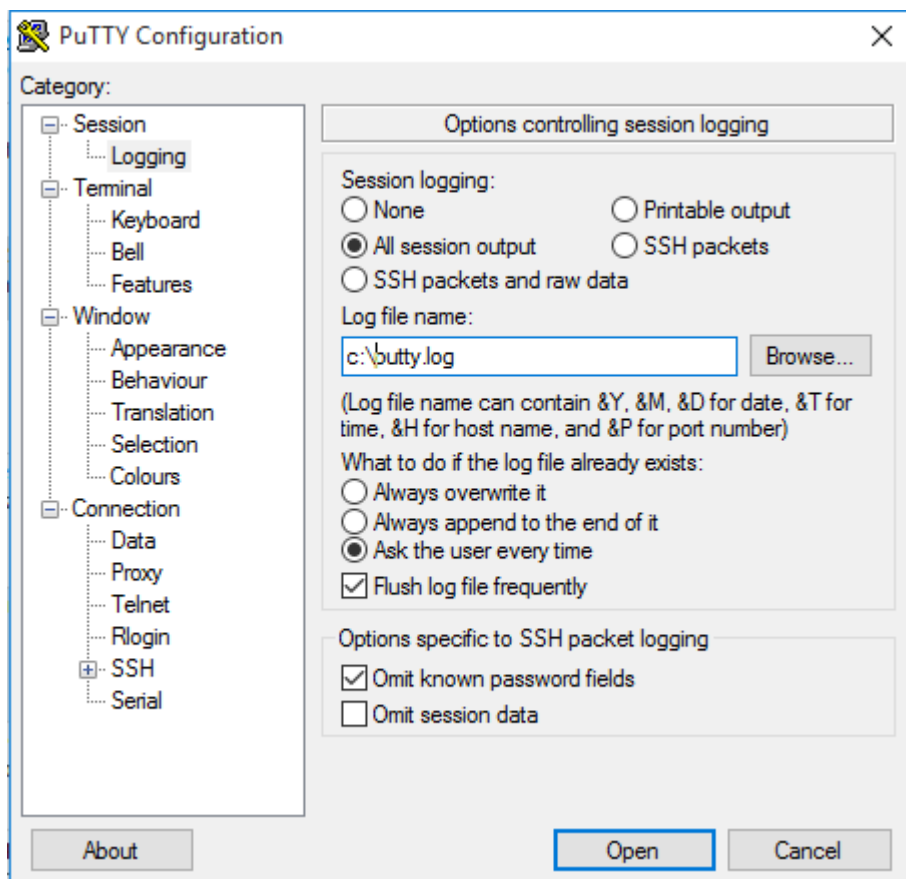 PuTTY Configuration
Category:
Session
Logging
Terminal
Keyboard
Bell
Features
Window
Appearance
Behaviour
Translation
Selection
Colours
Connection
Data
Proxy
Telnet
Rlogin
SSH
Serial
Options controlling session logging
Session logging:
None
Printable output
All session output
SSH packets
SSH packets and raw data
Log file name:
c:\putty.log
Browse...
(Log file name can contain &Y, &M, &D for date, &T for
time, &H for host name, and &P for port number)
What to do if the log file already exists:
Always overwrite it
Always append to the end of it
Ask the user every time
Flush log file frequently
Options specific to SSH packet logging
Omit known password fields
Omit session data
About
Open
Cancel